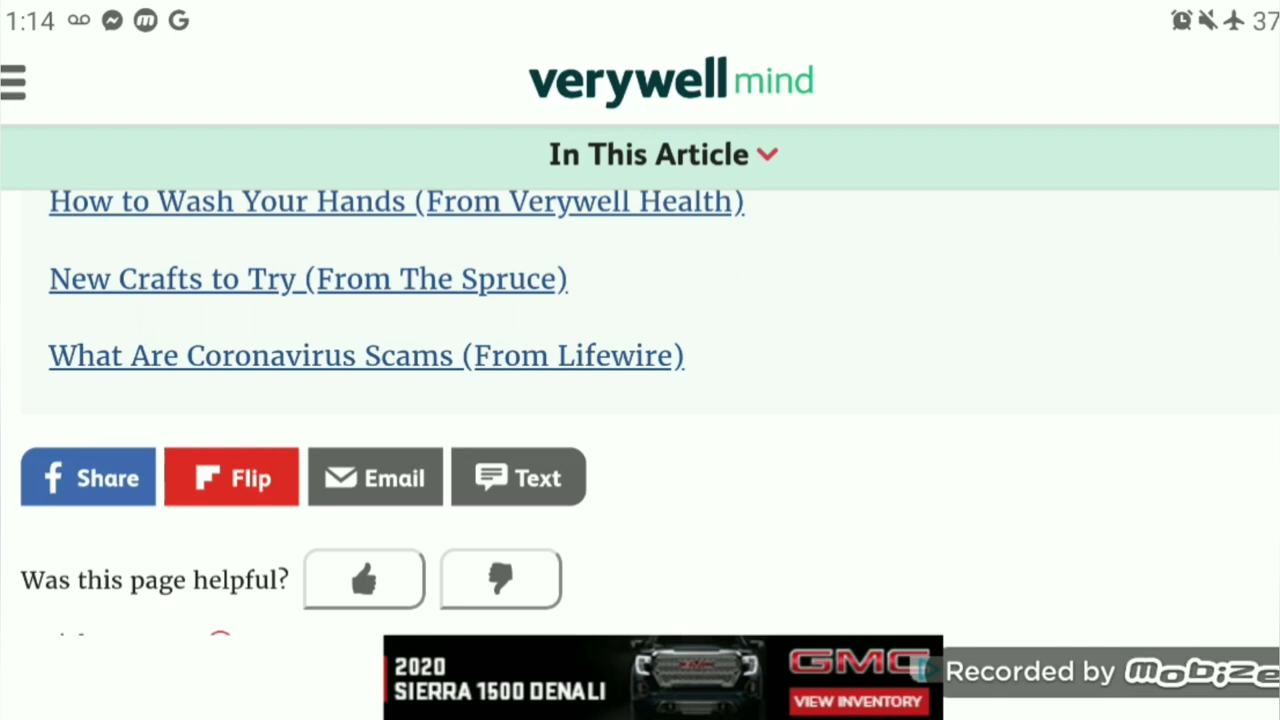 1:14
37
verywell mind
In This Article
How to Wash Your Hands (From Verywell Health)
New Crafts to Try (From The Spruce)
What Are Coronavirus Scams (From Lifewire)
Share Flip Email Text
Was this page helpful?
2020
SIERRA 1500 DENALI
GMC
VIEW INVENTORY
Recorded by Mobize